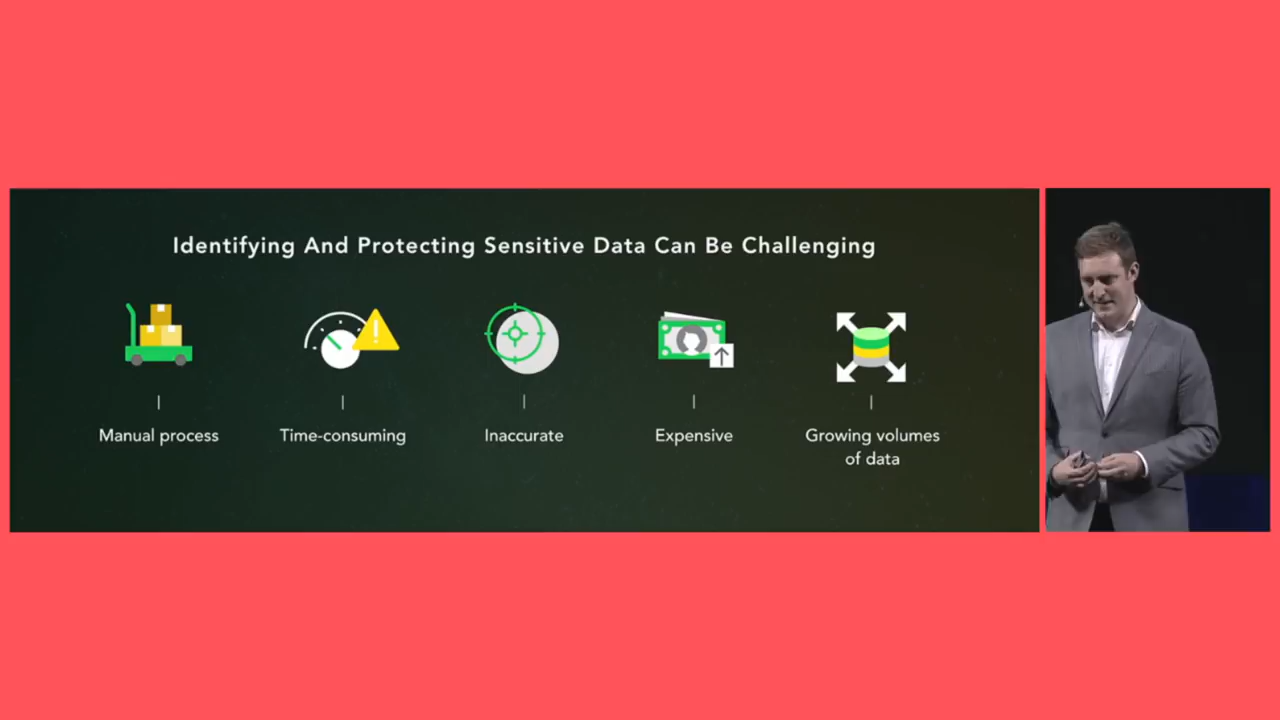 Identifying And Protecting Sensitive Data Can Be Challenging
Manual process
Time-consuming
Inaccurate
Expensive
Growing volumes
of data